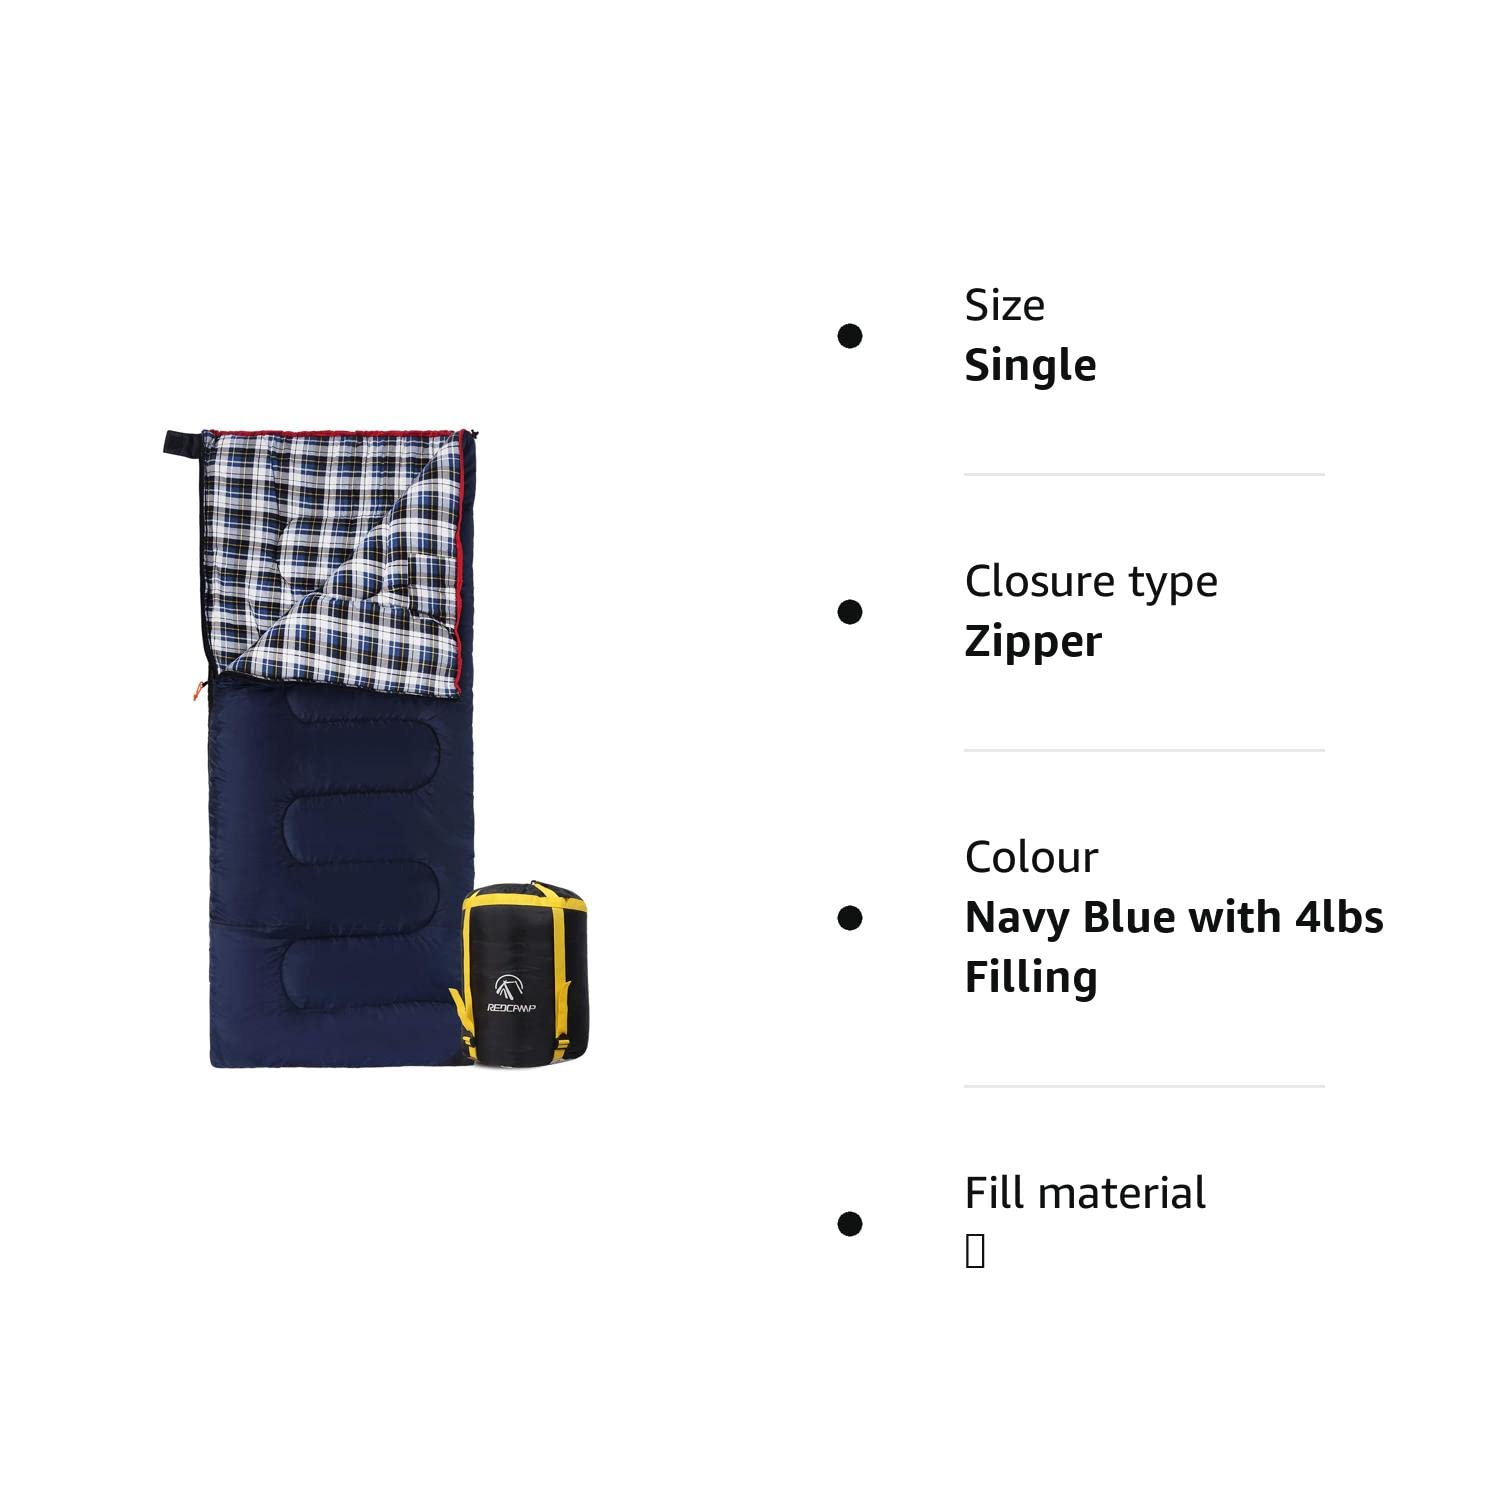 Size
Single
Closure type
Zipper
Colour
Navy Blue with 4lbs
Filling
REDCAMP
Fill material